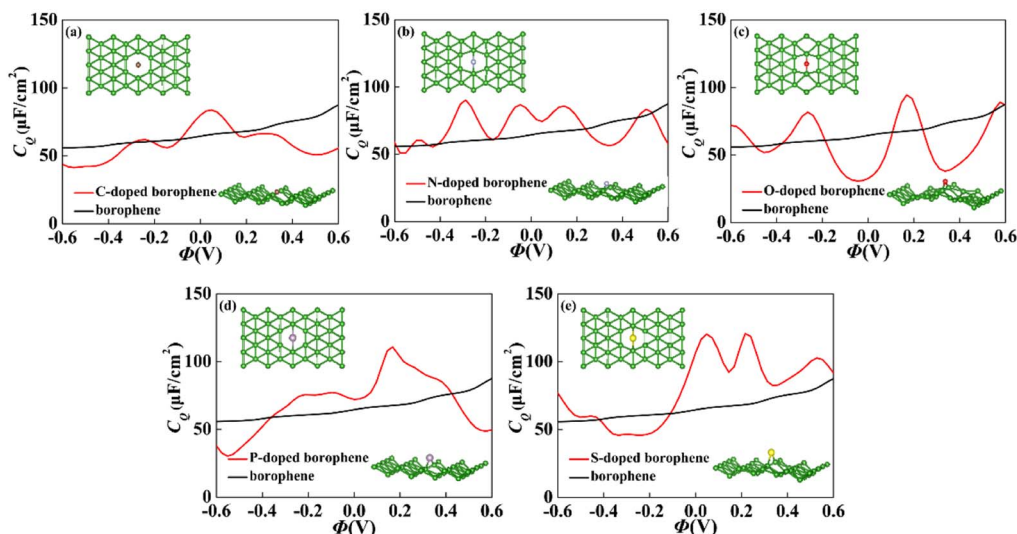 (a)
150
100
50
0
C_Q (μF/cm²)
C-doped borophene
borophene
-0.6 -0.4 -0.2 0.0 0.2 0.4 0.6
Φ(V)
(b)
150
100
50
0
C_Q (μF/cm²)
N-doped borophene
borophene
-0.6 -0.4 -0.2 0.0 0.2 0.4 0.6
Φ(V)
(c)
150
100
50
0
C_Q (μF/cm²)
O-doped borophene
borophene
-0.6 -0.4 -0.2 0.0 0.2 0.4 0.6
Φ(V)
(d)
150
100
50
0
C_Q (μF/cm²)
P-doped borophene
borophene
-0.6 -0.4 -0.2 0.0 0.2 0.4 0.6
Φ(V)
(e)
150
100
50
0
C_Q (μF/cm²)
S-doped borophene
borophene
-0.6 -0.4 -0.2 0.0 0.2 0.4 0.6
Φ(V)